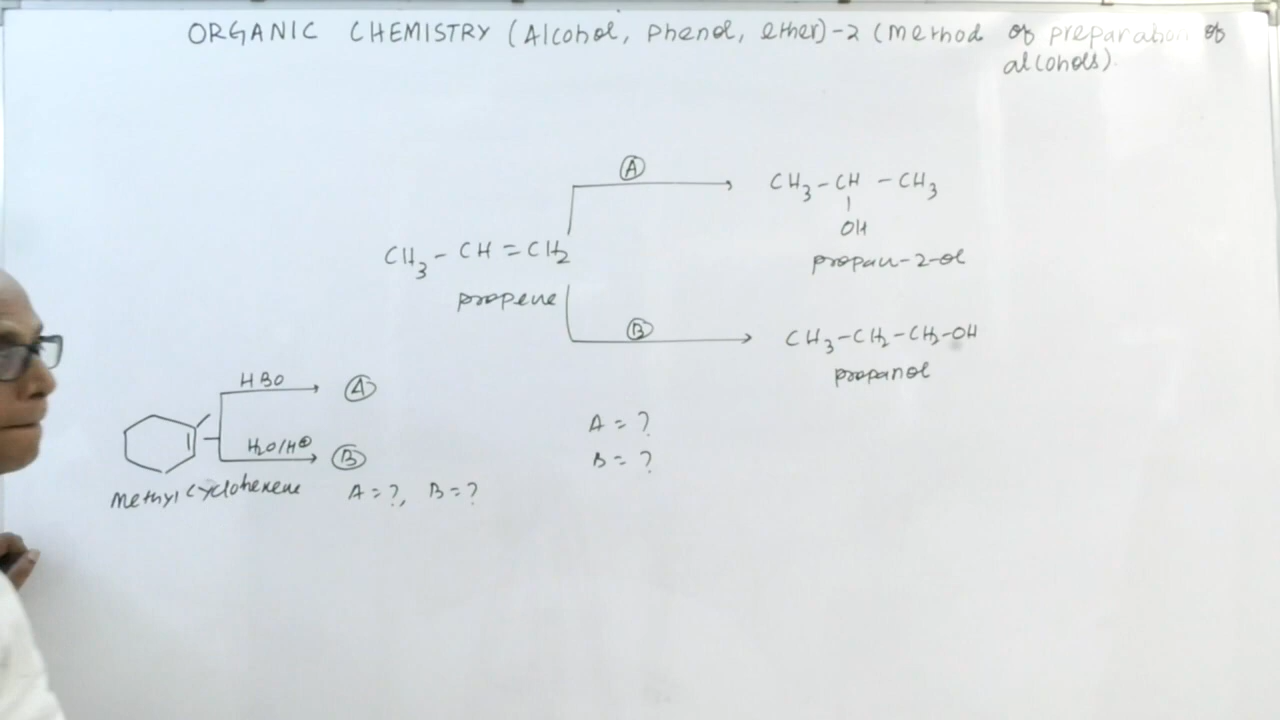 ORGANIC CHEMISTRY (Alcohol, Phenol, ether)-2 (Method of preparation of
alcohols).
A
CH3-CH-CH3
OH
propan-2-ol
CH3-CH=CH2
propene
B
CH3-CH2-CH2-OH
propanol
HBO
A
H2O/H⊕
B
Methyl cyclohexene
A=?, B=?
A = ?
B = ?